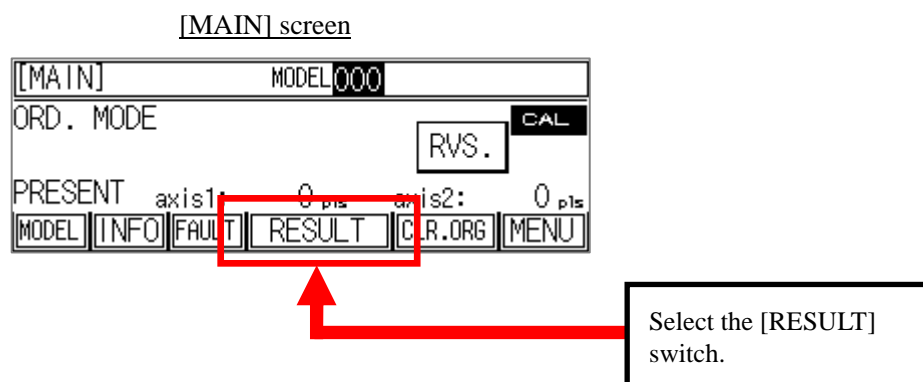 [MAIN] screen
[MAIN] MODEL 000
ORD. MODE CAL
RVS.
PRESENT axis1: 0 pls axis2: 0 pls
MODEL INFO FAULT RESULT CLR.ORG MENU
Select the [RESULT]
switch.